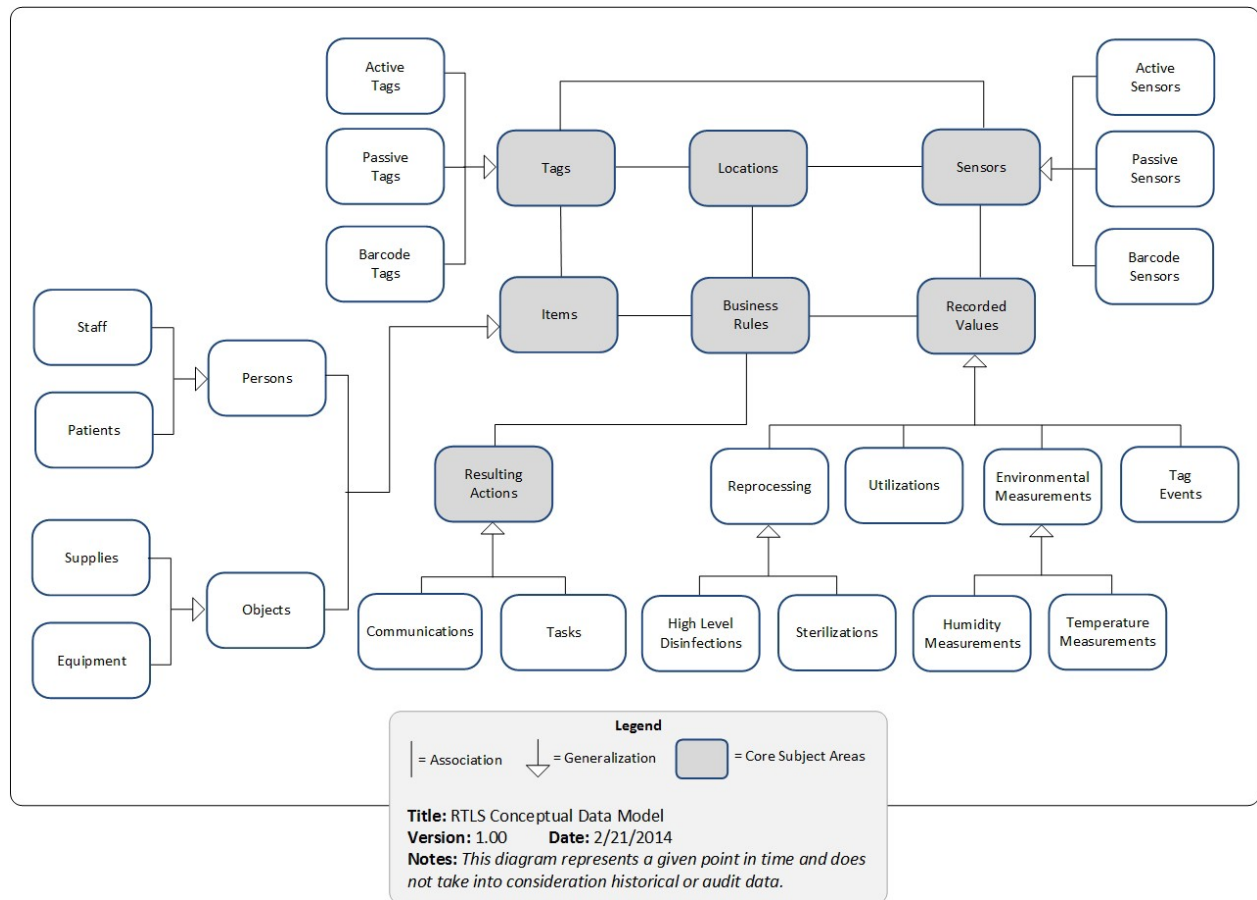 Active
Tags
Active
Sensors
Passive
Tags
Tags
Locations
Sensors
Passive
Sensors
Barcode
Tags
Barcode
Sensors
Items
Business
Rules
Recorded
Values
Staff
Persons
Patients
Resulting
Actions
Reprocessing
Utilizations
Environmental
Measurements
Tag
Events
Supplies
Objects
Equipment
Communications
Tasks
High Level
Disinfections
Sterilizations
Humidity
Measurements
Temperature
Measurements
Legend
= Association
= Generalization
= Core Subject Areas
Title: RTLS Conceptual Data Model
Version: 1.00 Date: 2/21/2014
Notes: This diagram represents a given point in time and does
not take into consideration historical or audit data.